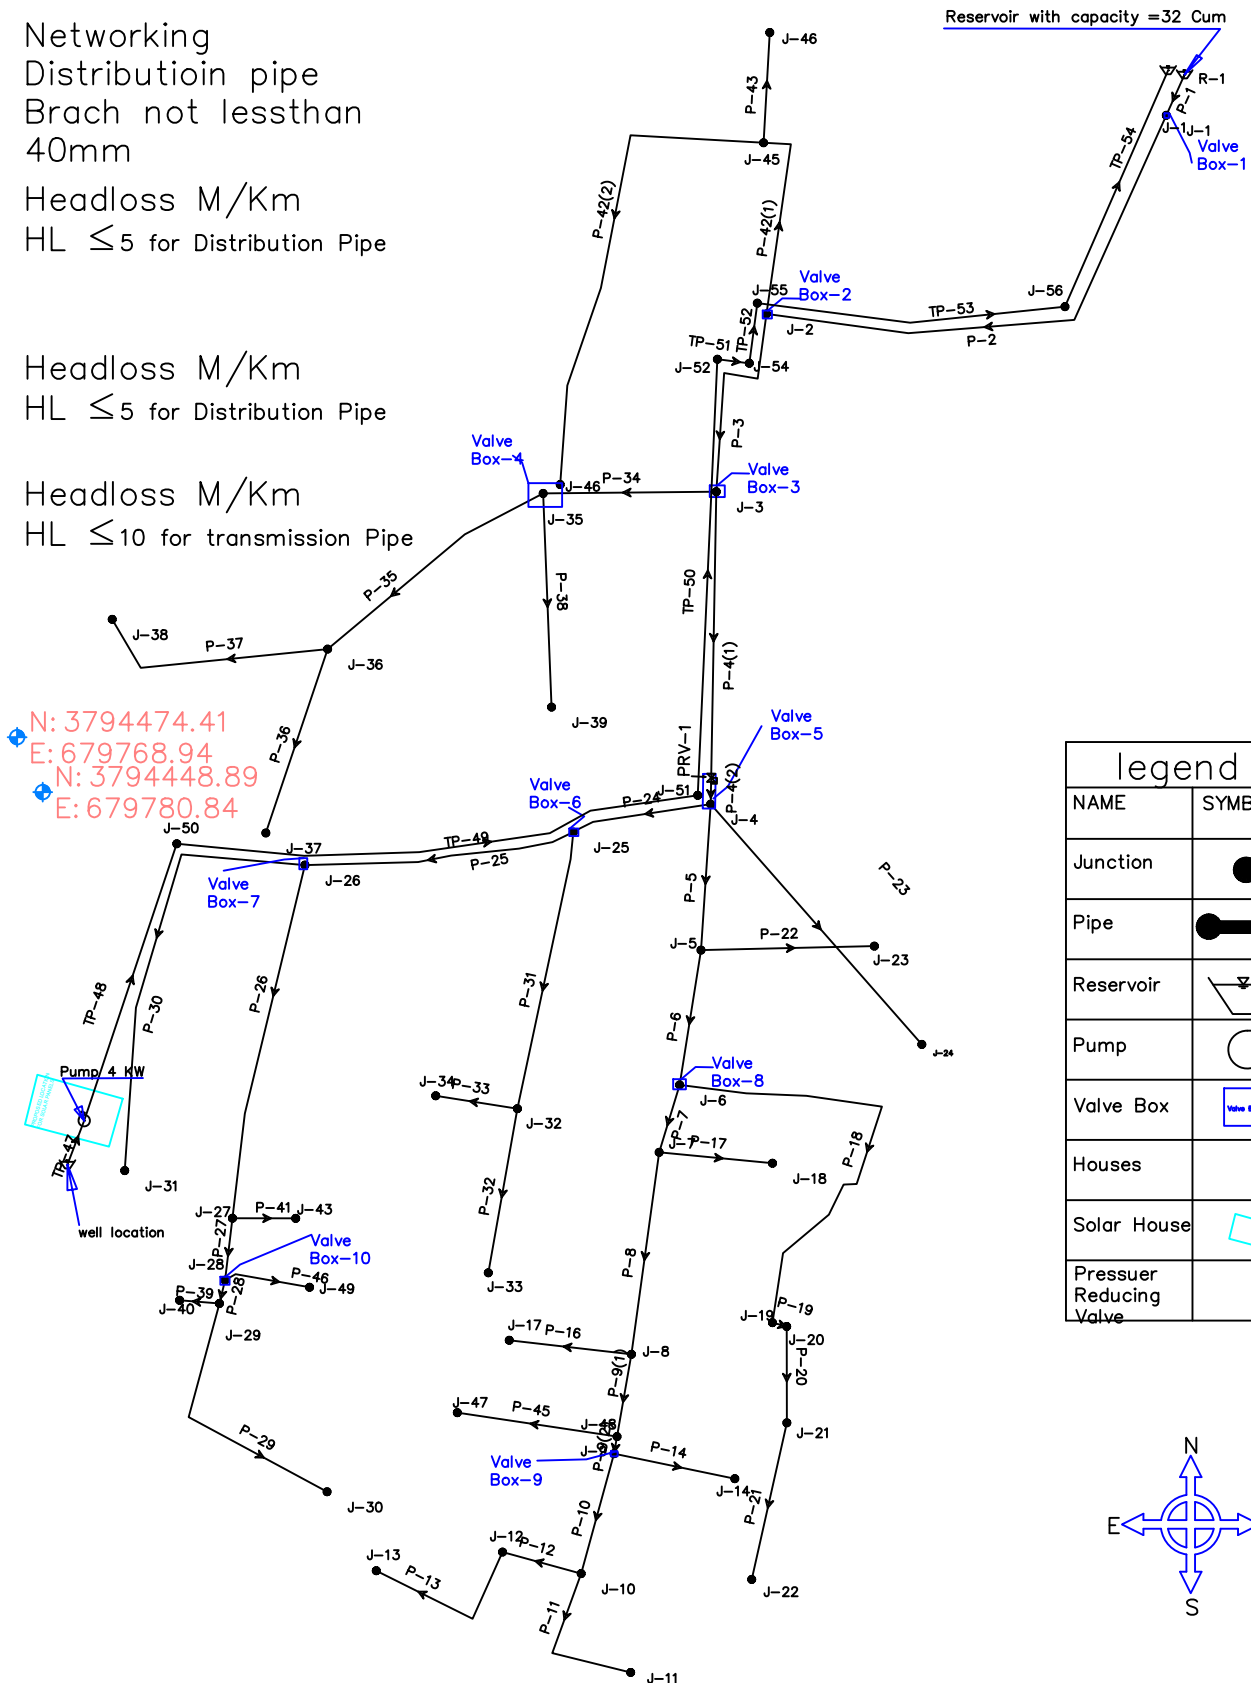 Networking
Distributioin pipe
Brach not lessthan
40mm
Headloss M/Km
HL ≤5 for Distribution Pipe
Headloss M/Km
HL ≤5 for Distribution Pipe
Headloss M/Km
HL ≤10 for transmission Pipe
Reservoir with capacity =32 Cum
R-1
P-1
J-1
J-1
Valve
Box-1
TP-54
J-46
P-43
J-45
P-42(2)
P-42(1)
Valve
Box-2
J-55
J-2
TP-53
J-56
P-2
TP-52
TP-51
J-52
J-54
P-3
Valve
Box-4
J-46
P-34
Valve
Box-3
J-3
J-35
P-35
P-38
TP-50
J-38
P-37
J-36
P-4(1)
J-39
P-36
N: 3794474.41
E: 679768.94
N: 3794448.89
E: 679780.84
Valve
Box-5
PRV-1
P-4(2)
J-51
J-4
Valve
Box-6
P-24
J-50
J-37
TP-49
P-25
J-25
J-26
Valve
Box-7
P-23
P-5
J-5
P-22
J-23
P-26
P-31
TP-48
P-30
P-6
J-24
Pump 4 KW
J-34
P-33
J-32
Valve
Box-8
J-6
P-7
J-7
P-17
P-18
J-18
TP-47
J-31
well location
J-27
P-41
J-43
P-27
P-32
Valve
Box-10
J-28
P-46
J-49
P-39
P-28
J-40
J-29
J-33
P-8
J-19
P-19
J-20
P-20
J-17
P-16
J-8
P-9(1)
J-47
P-45
J-48
P-9(2)
J-9
Valve
Box-9
P-14
J-14
J-21
P-21
P-29
J-30
P-10
J-12
P-12
J-13
P-13
J-10
P-11
J-22
J-11
legend
NAME
SYMB
Junction
Pipe
Reservoir
Pump
Valve Box
Houses
Solar House
Pressuer
Reducing
Valve
N
E
S